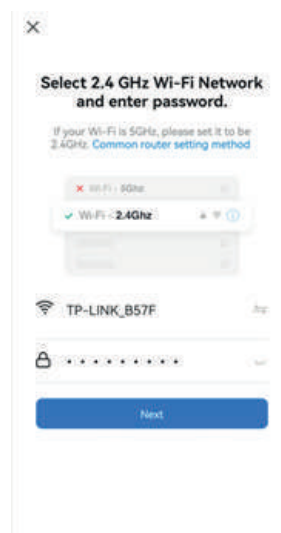 Select 2.4 GHz Wi-Fi Network
and enter password.
If your Wi-Fi is 5GHz, please set it to be
2.4GHz. Common router setting method
Wi-Fi - 5Ghz
Wi-Fi - 2.4Ghz
TP-LINK_B57F
Next